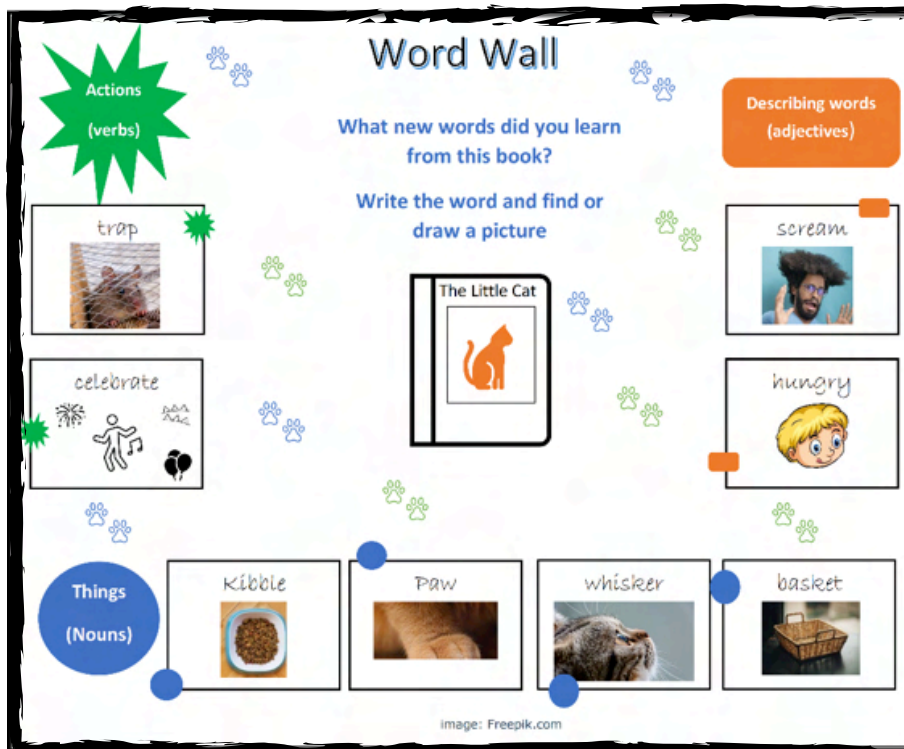 Word Wall
Actions
(verbs)
What new words did you learn
from this book?
Write the word and find or
draw a picture
Describing words
(adjectives)
trap
scream
The Little Cat
celebrate
hungry
Things
(Nouns)
Kibble
Paw
whisker
basket
image: Freepik.com